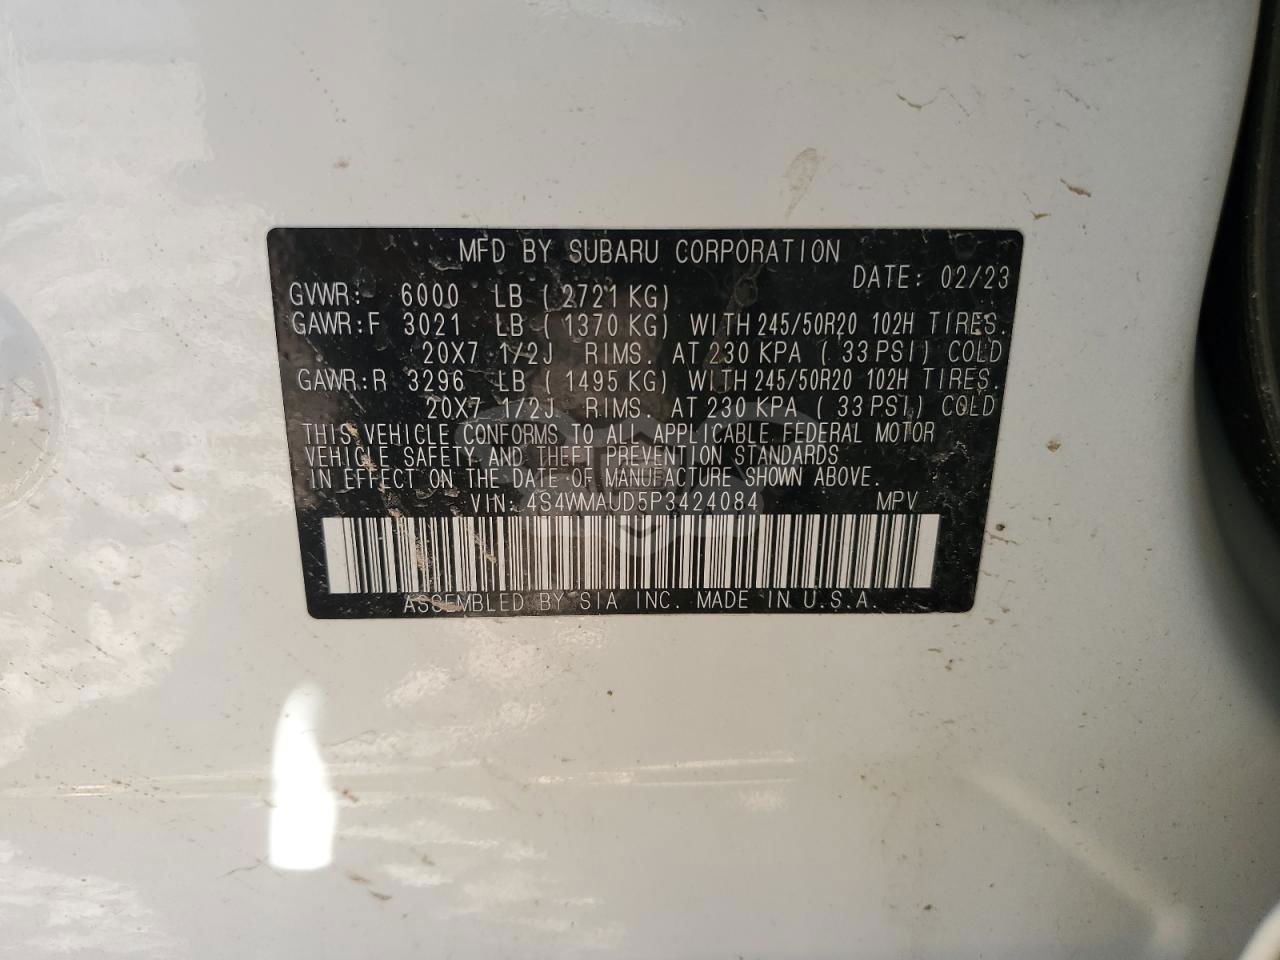 MFD BY SUBARU CORPORATION
DATE: 02/23
GVWR: 6000 LB (2721KG)
GAWR:F 3021 LB (1370 KG) WITH 245/50R20 102H TIRES.
20X7 1/2J RIMS. AT 230 KPA (33 PSI) COLD
GAWR:R 3296 LB (1495 KG) WITH 245/50R20 102H TIRES.
20X7 1/2J RIMS. AT 230 KPA (33 PSI) COLD
THIS VEHICLE CONFORMS TO ALL APPLICABLE FEDERAL MOTOR
VEHICLE SAFETY AND THEFT PREVENTION STANDARDS
IN EFFECT ON THE DATE OF MANUFACTURE SHOWN ABOVE.
VIN: 4S4WMAUD5P3424084 MPV
ASSEMBLED BY SIA INC. MADE IN U.S.A.